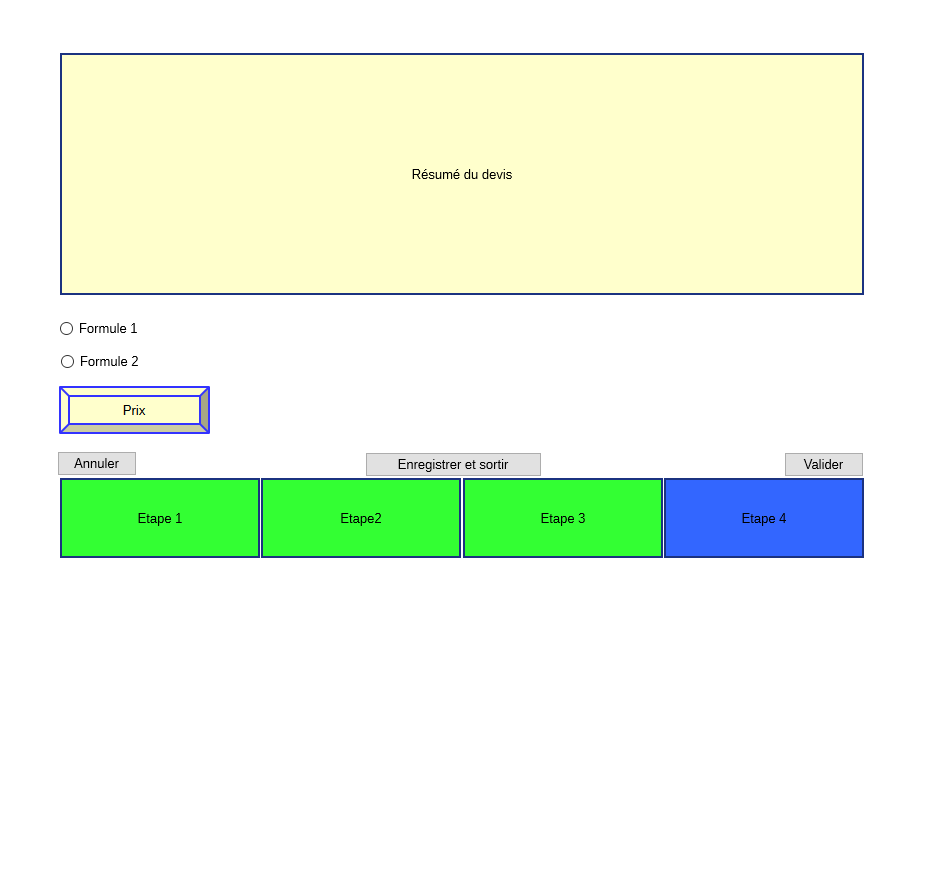 Résumé du devis
Formule 1
Formule 2
Prix
Annuler
Enregistrer et sortir
Valider
Etape 1
Etape2
Etape 3
Etape 4